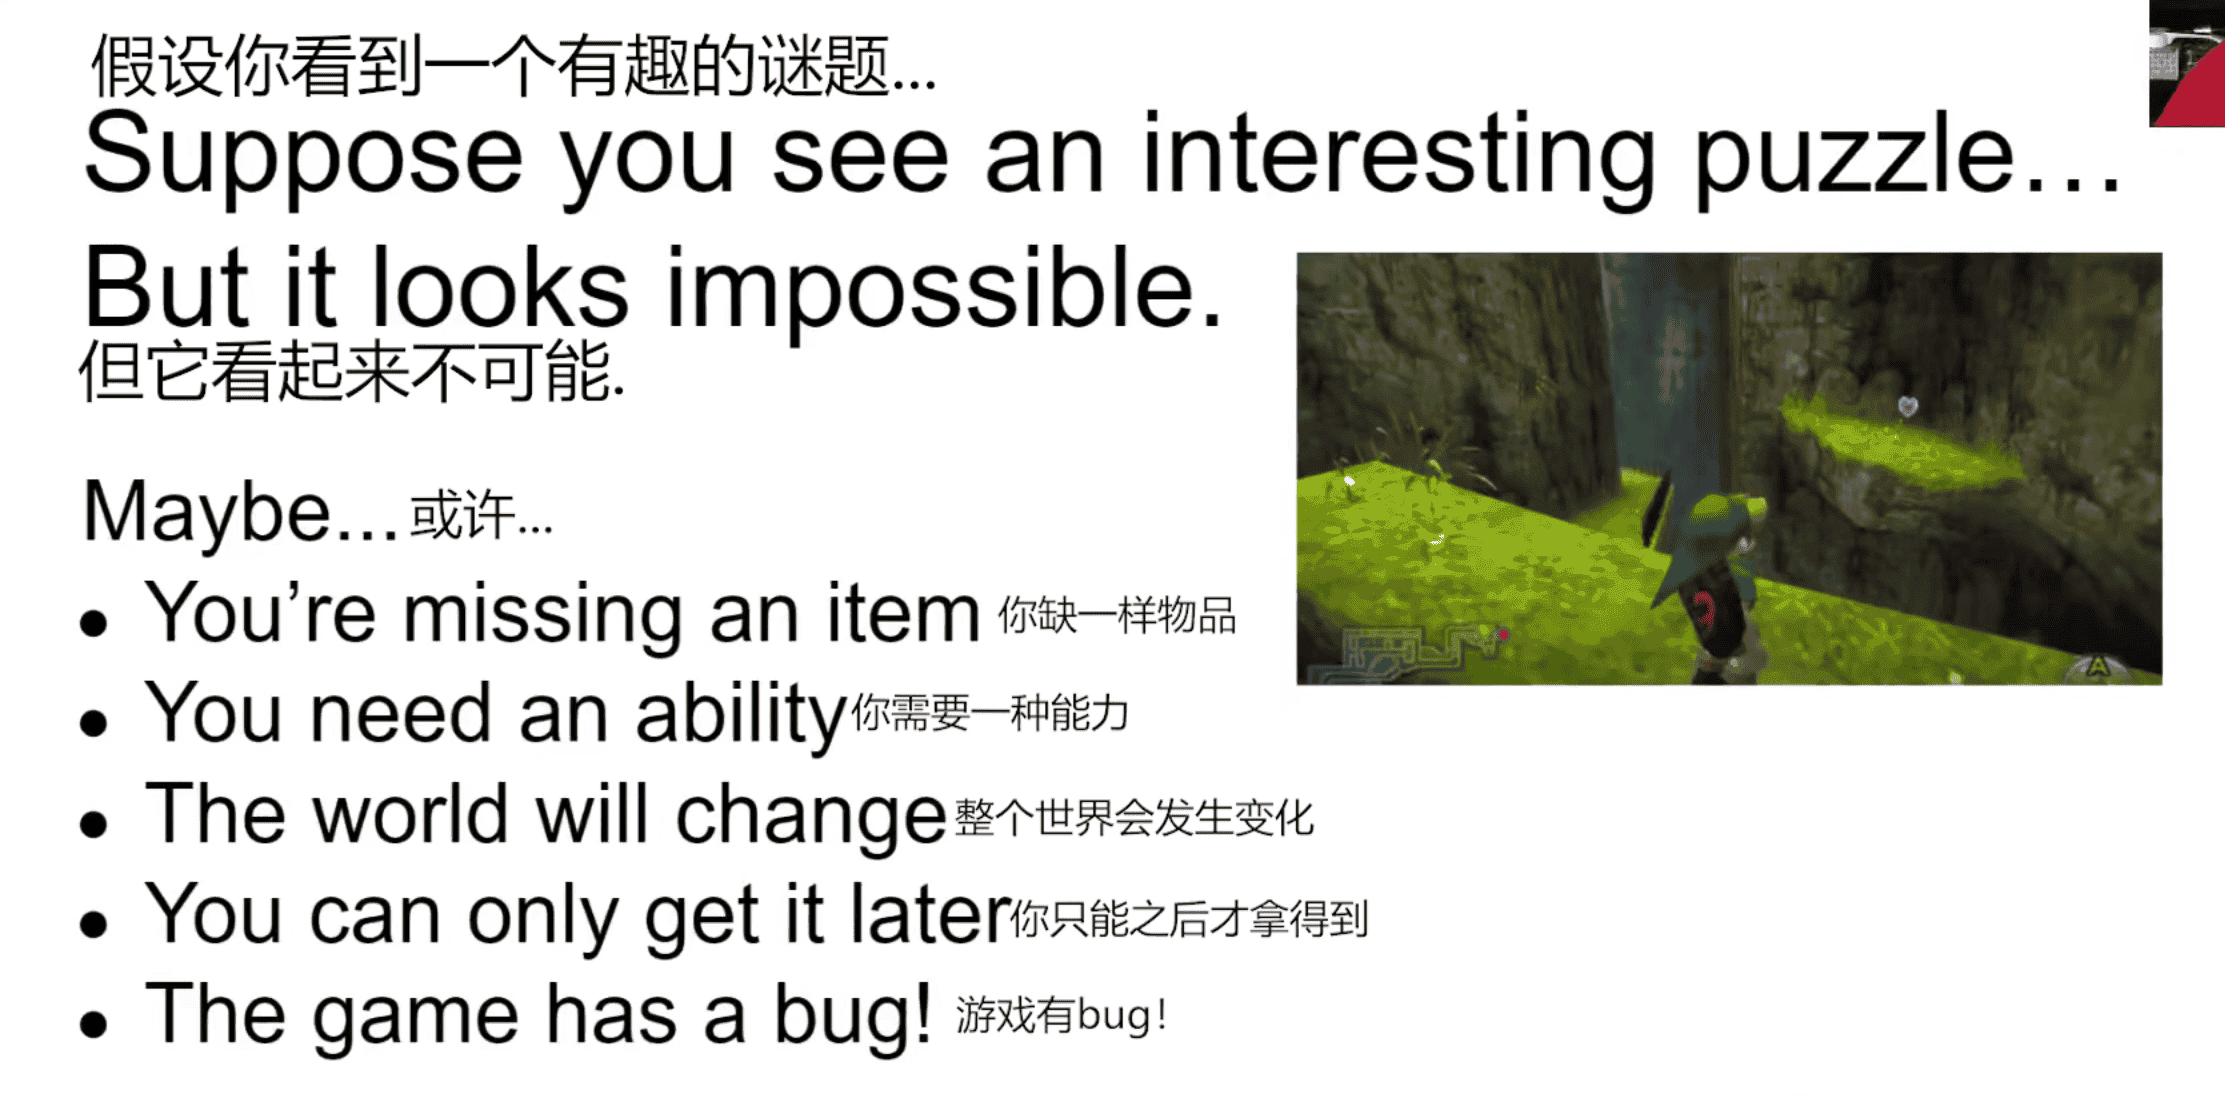 假设你看到一个有趣的谜题...
Suppose you see an interesting puzzle…
But it looks impossible.
但它看起来不可能.
Maybe... 或许...
● You’re missing an item 你缺一样物品
● You need an ability 你需要一种能力
● The world will change 整个世界会发生变化
● You can only get it later 你只能之后才拿得到
● The game has a bug! 游戏有bug！
A